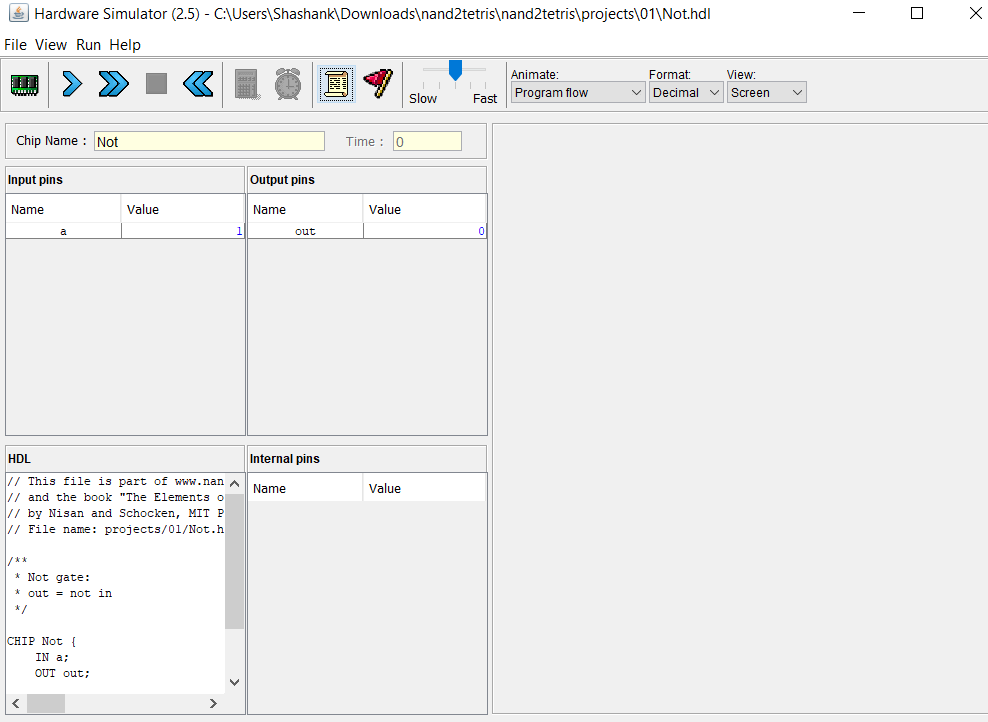 Hardware Simulator (2.5) - C:\Users\Shashank\Downloads\nand2tetris\nand2tetris\projects\01\Not.hdl
File View Run Help
Slow Fast
Animate: Format: View:
Program flow Decimal Screen
Chip Name : Not Time : 0
Input pins
Name Value
a 1
Output pins
Name Value
out 0
HDL
// This file is part of www.nan
// and the book "The Elements o
// by Nisan and Schocken, MIT P
// File name: projects/01/Not.h
/**
* Not gate:
* out = not in
*/
CHIP Not {
IN a;
OUT out;
Internal pins
Name Value